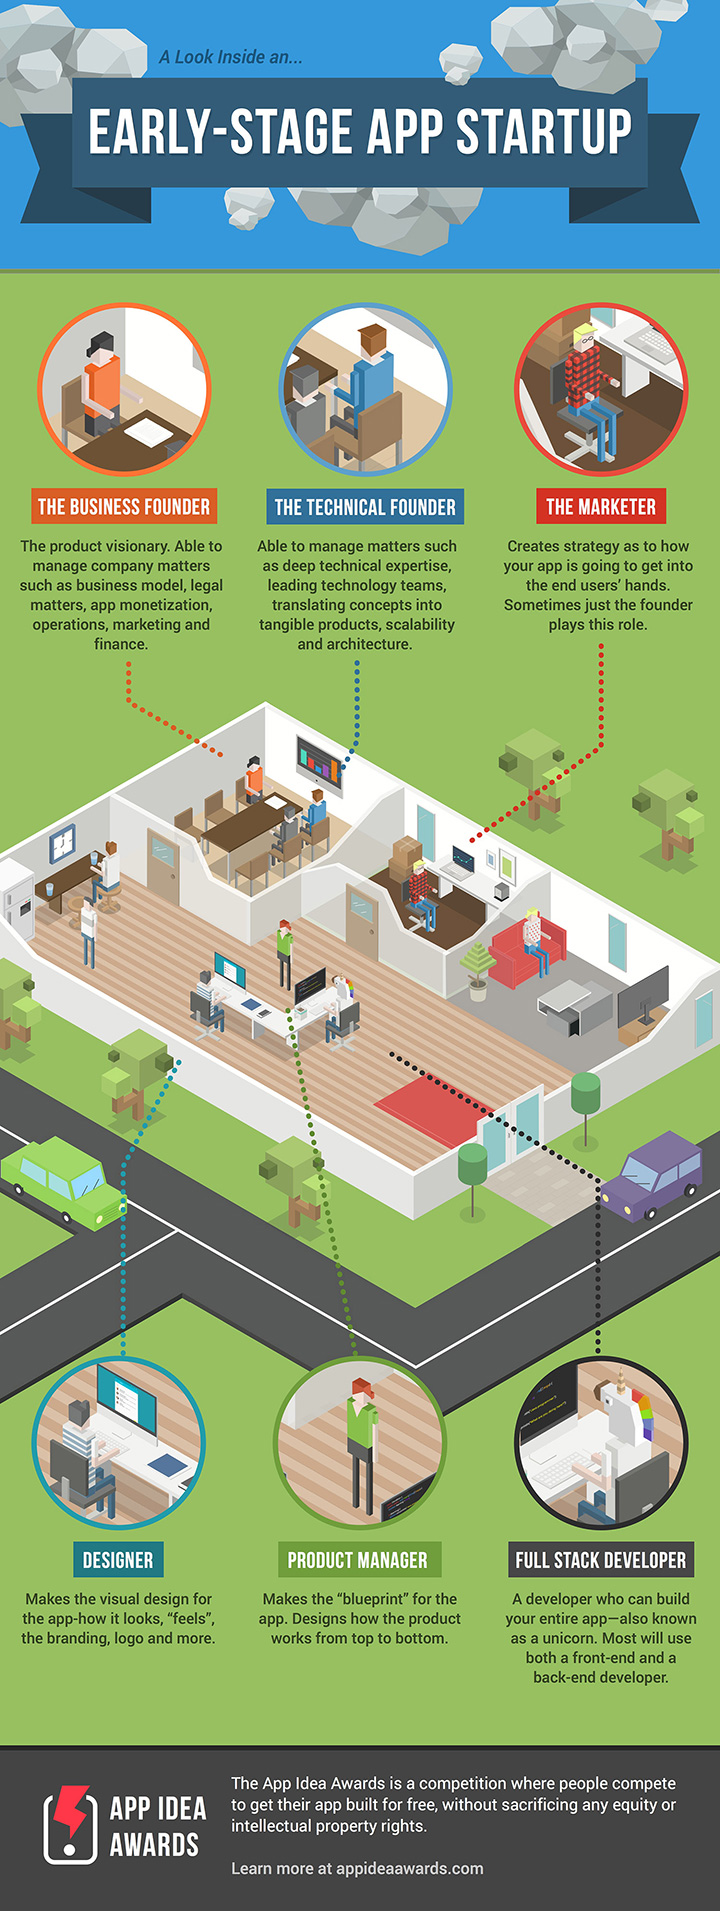 A Look Inside an...
EARLY-STAGE APP STARTUP
THE BUSINESS FOUNDER
The product visionary. Able to
manage company matters
such as business model, legal
matters, app monetization,
operations, marketing and
finance.
THE TECHNICAL FOUNDER
Able to manage matters such
as deep technical expertise,
leading technology teams,
translating concepts into
tangible products, scalability
and architecture.
THE MARKETER
Creates strategy as to how
your app is going to get into
the end users' hands.
Sometimes just the founder
plays this role.
DESIGNER
Makes the visual design for
the app-how it looks, "feels",
the branding, logo and more.
PRODUCT MANAGER
Makes the “blueprint” for the
app. Designs how the product
works from top to bottom.
FULL STACK DEVELOPER
A developer who can build
your entire app—also known
as a unicorn. Most will use
both a front-end and a
back-end developer.
APP IDEA
AWARDS
The App Idea Awards is a competition where people compete
to get their app built for free, without sacrificing any equity or
intellectual property rights.
Learn more at appideaawards.com